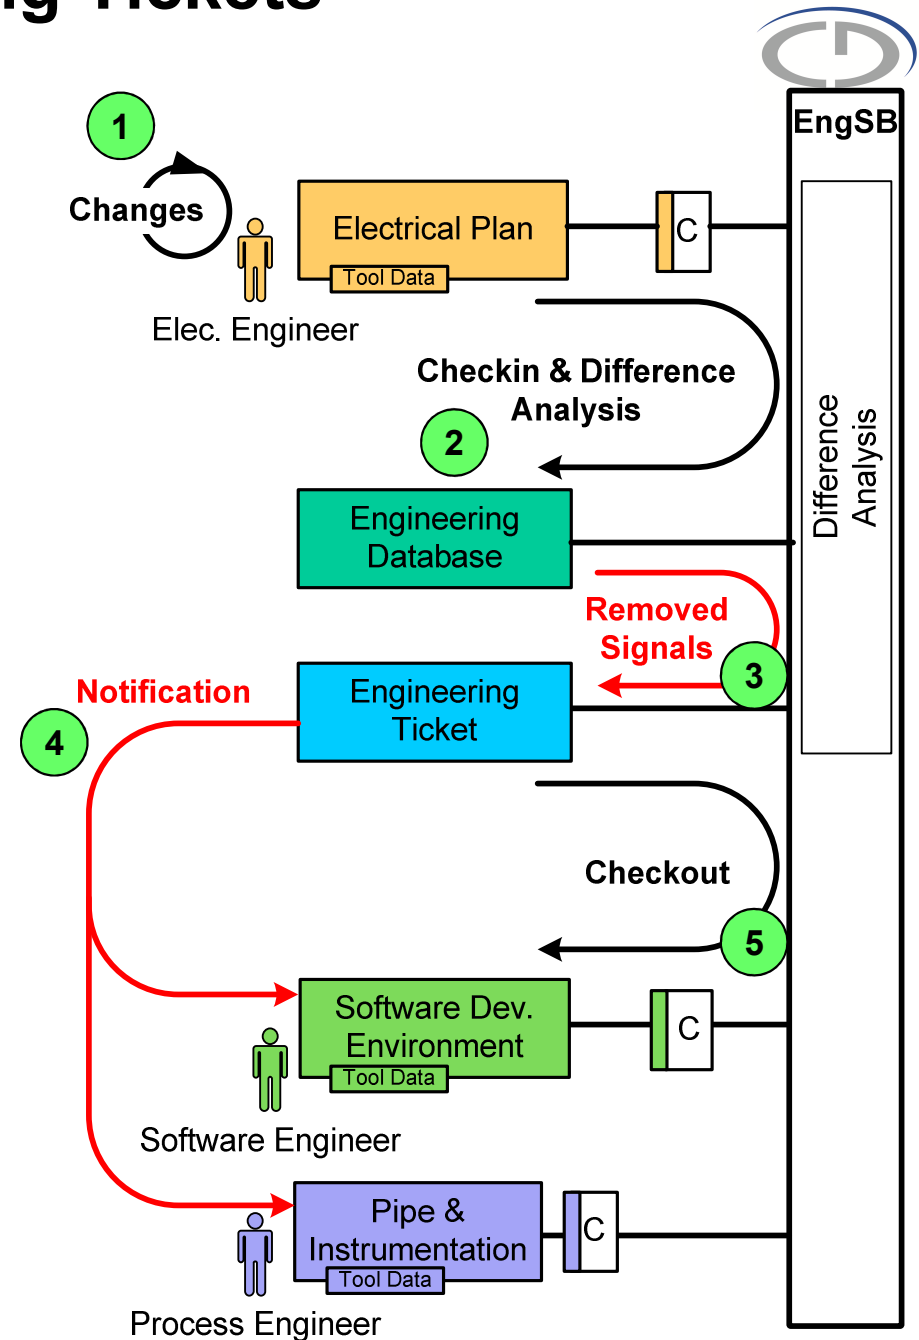 ng Tickets
EngSB
1
Changes
Electrical Plan
C
Tool Data
Elec. Engineer
Checkin & Difference
Analysis
2
Difference
Analysis
Engineering
Database
Removed
Signals
3
Notification
Engineering
Ticket
4
Checkout
5
Software Dev.
Environment
C
Tool Data
Software Engineer
Pipe &
Instrumentation
C
Tool Data
Process Engineer